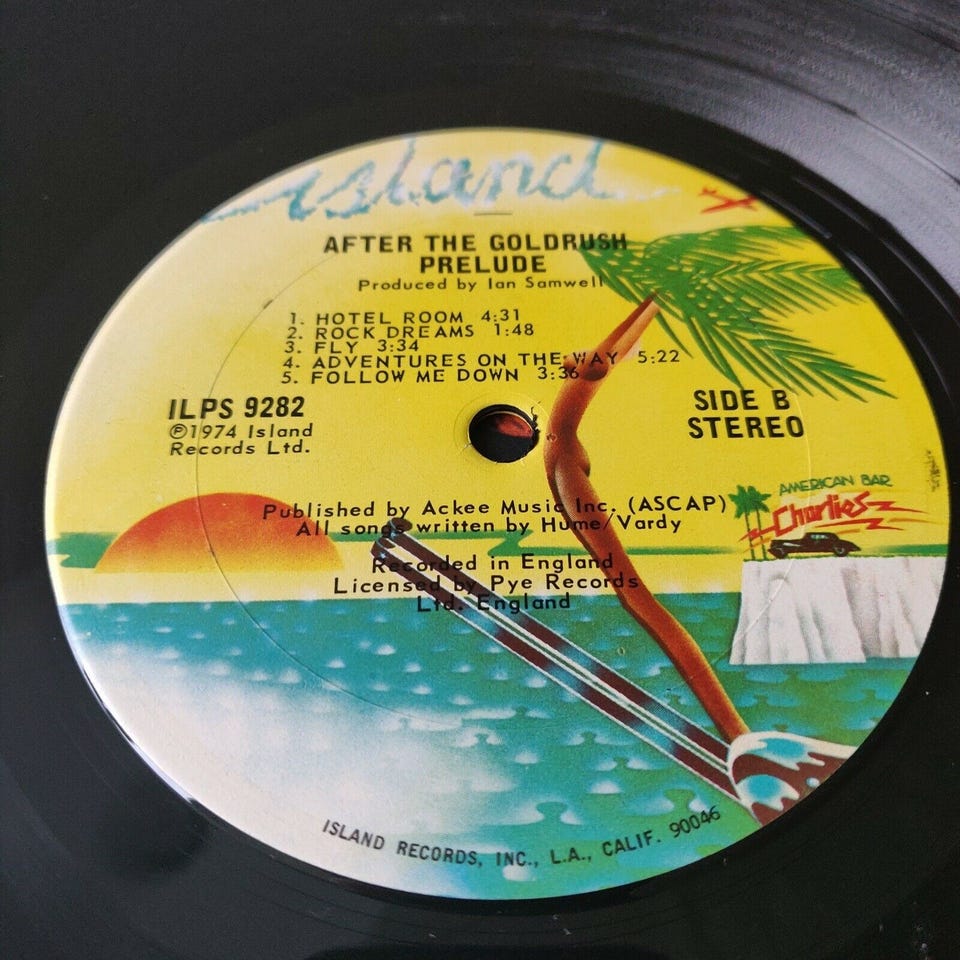 island
AFTER THE GOLDRUSH
PRELUDE
Produced by Ian Samwell
1. HOTEL ROOM 4:31
2. ROCK DREAMS 1:48
3. FLY 3:34
4. ADVENTURES ON THE WAY 5:22
5. FOLLOW ME DOWN 3:36
ILPS 9282
℗1974 Island
Records Ltd.
SIDE B
STEREO
AMERICAN BAR
Charlies
Published by Ackee Music Inc. (ASCAP)
All songs written by Hume/Vardy
Recorded in England
Licensed by Pye Records
Ltd. England
ISLAND RECORDS, INC., L.A., CALIF. 90046